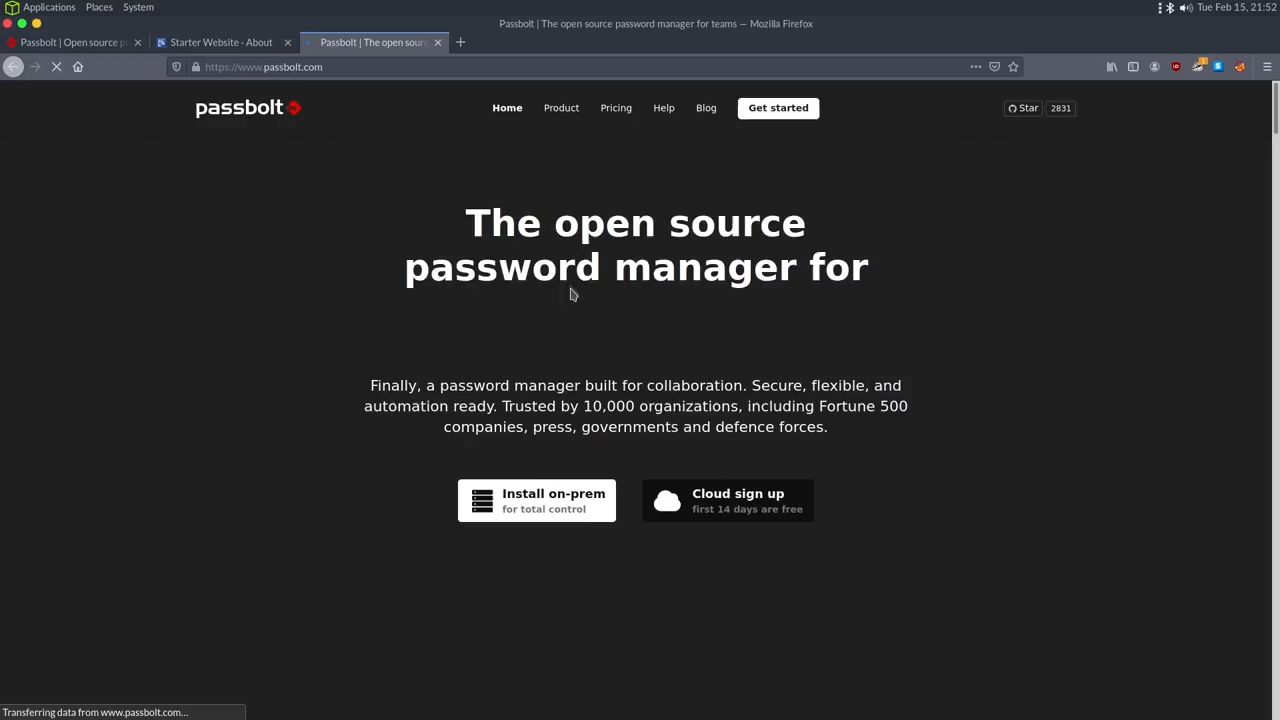 Applications Places System
Tue Feb 15, 21:52
Passbolt | The open source password manager for teams — Mozilla Firefox
Passbolt | Open source p
Starter Website - About
Passbolt | The open sour
https://www.passbolt.com
passbolt
Home Product Pricing Help Blog Get started
Star 2831
The open source
password manager for
Finally, a password manager built for collaboration. Secure, flexible, and
automation ready. Trusted by 10,000 organizations, including Fortune 500
companies, press, governments and defence forces.
Install on-prem
for total control
Cloud sign up
first 14 days are free
Transferring data from www.passbolt.com...